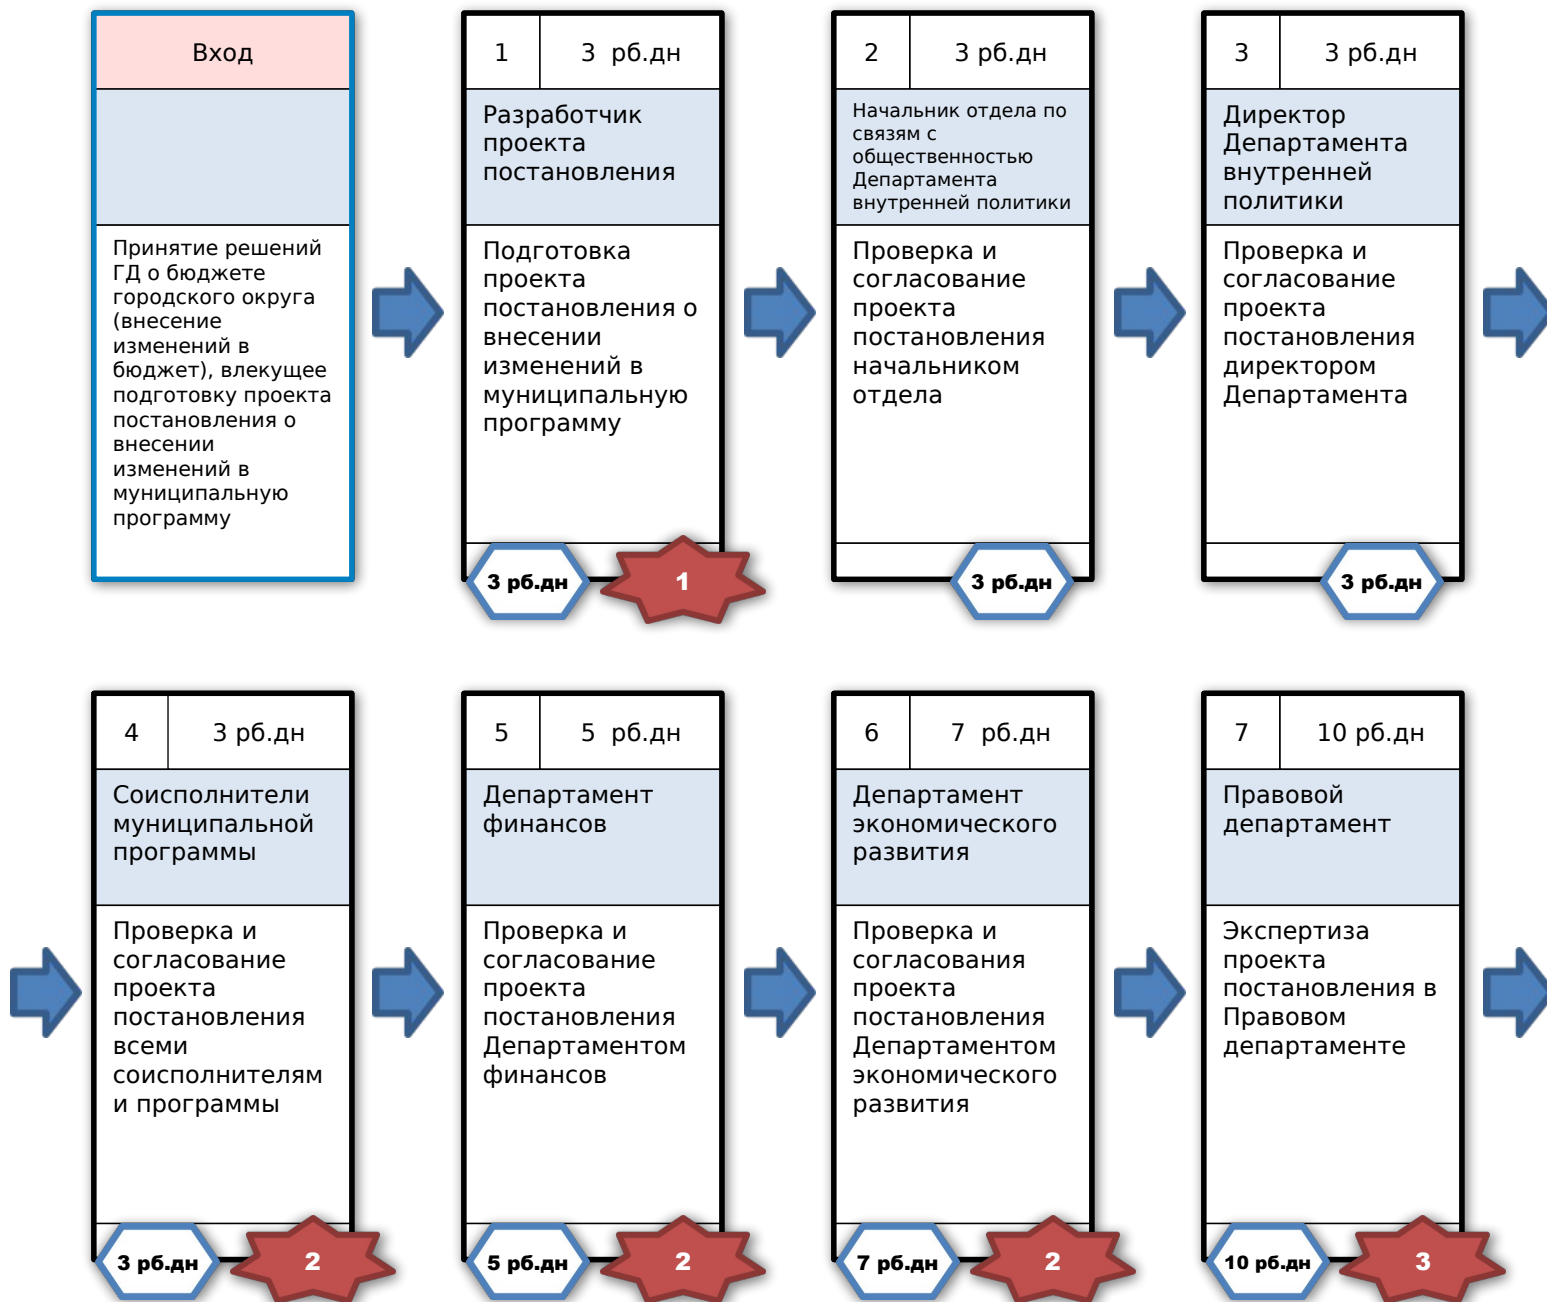 Вход
Принятие решений
ГД о бюджете
городского округа
(внесение
изменений в
бюджет), влекущее
подготовку проекта
постановления о
внесении
изменений в
муниципальную
программу
1
3 рб.дн
Разработчик
проекта
постановления
Подготовка
проекта
постановления о
внесении
изменений в
муниципальную
программу
3 рб.дн
1
2
3 рб.дн
Начальник отдела по
связям с
общественностью
Департамента
внутренней политики
Проверка и
согласование
проекта
постановления
начальником
отдела
3 рб.дн
3
3 рб.дн
Директор
Департамента
внутренней
политики
Проверка и
согласование
проекта
постановления
директором
Департамента
3 рб.дн
4
3 рб.дн
Соисполнители
муниципальной
программы
Проверка и
согласование
проекта
постановления
всеми
соисполнителям
и программы
3 рб.дн
2
5
5 рб.дн
Департамент
финансов
Проверка и
согласование
проекта
постановления
Департаментом
финансов
5 рб.дн
2
6
7 рб.дн
Департамент
экономического
развития
Проверка и
согласования
проекта
постановления
Департаментом
экономического
развития
7 рб.дн
2
7
10 рб.дн
Правовой
департамент
Экспертиза
проекта
постановления в
Правовом
департаменте
10 рб.дн
3